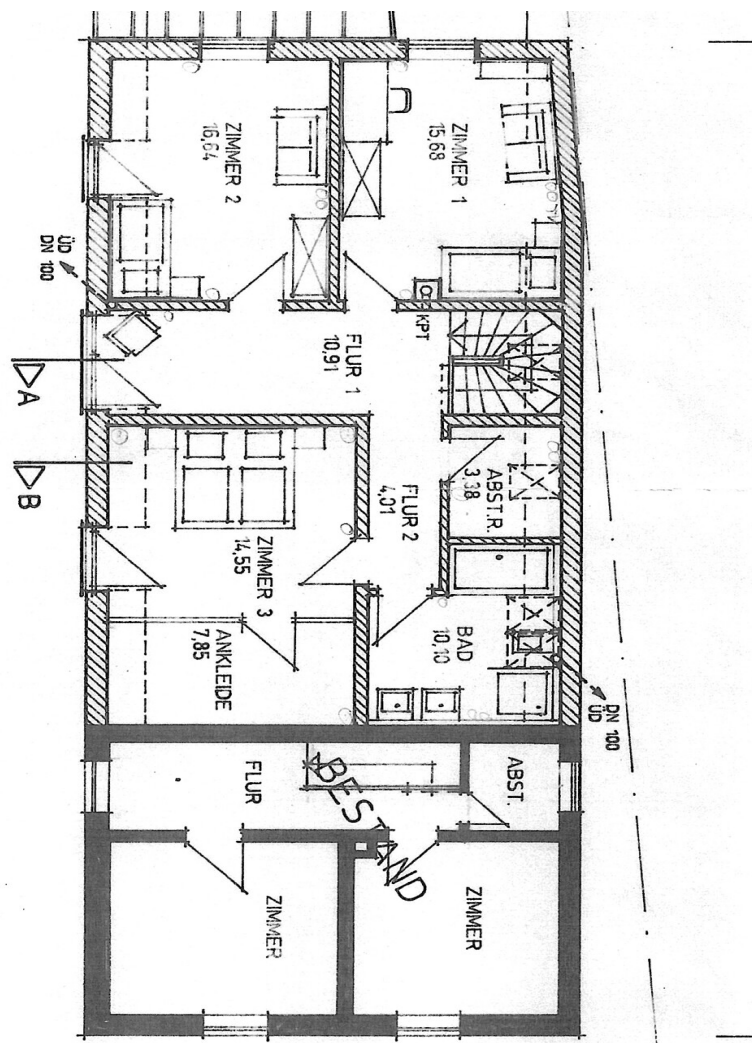 ZIMMER 2
16,64
ZIMMER 1
15,68
ÜD
DN 100
KPT
FLUR 1
10,91
A
B
ABST.R.
3,38
FLUR 2
4,01
ZIMMER 3
14,55
BAD
10,10
ANKLEIDE
7,85
DN 100
ÜD
FLUR
BESTAND
ABST.
ZIMMER
ZIMMER